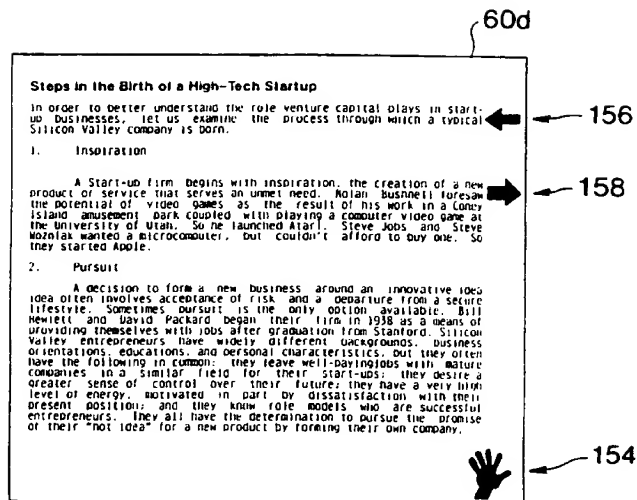 60d
Steps in the Birth of a High-Tech Startup
In order to better understand the role venture capital plays in start-
up businesses, let us examine the process through which a typical
Silicon Valley company is born.
156
1. Inspiration
A Start-up firm begins with inspiration, the creation of a new
product or service that serves an unmet need. Nolan Bushnell foresaw
158
the potential of video games as the result of his work in a Coney
Island amusement park coupled with playing a computer video game at
the University of Utah. So he launched Atari. Steve Jobs and Steve
Wozniak wanted a microcomputer, but couldn't afford to buy one. So
they started Apple.
2. Pursuit
A decision to form a new business around an innovative idea
idea often involves acceptance of risk and a departure from a secure
lifestyle. Sometimes pursuit is the only option available. Bill
Hewlett and David Packard began their firm in 1938 as a means of
providing themselves with jobs after graduation from Stanford. Silicon
Valley entrepreneurs have widely different backgrounds, business
orientations, educations, and personal characteristics, but they often
have the following in common: they leave well-payingjobs with mature
companies in a similar field for their start-ups; they desire a
greater sense of control over their future; they have a very high
level of energy, motivated in part by dissatisfaction with their
present position; and they know role models who are successful
entrepreneurs. They all have the determination to pursue the promise
of their "not idea" for a new product by forming their own company.
154